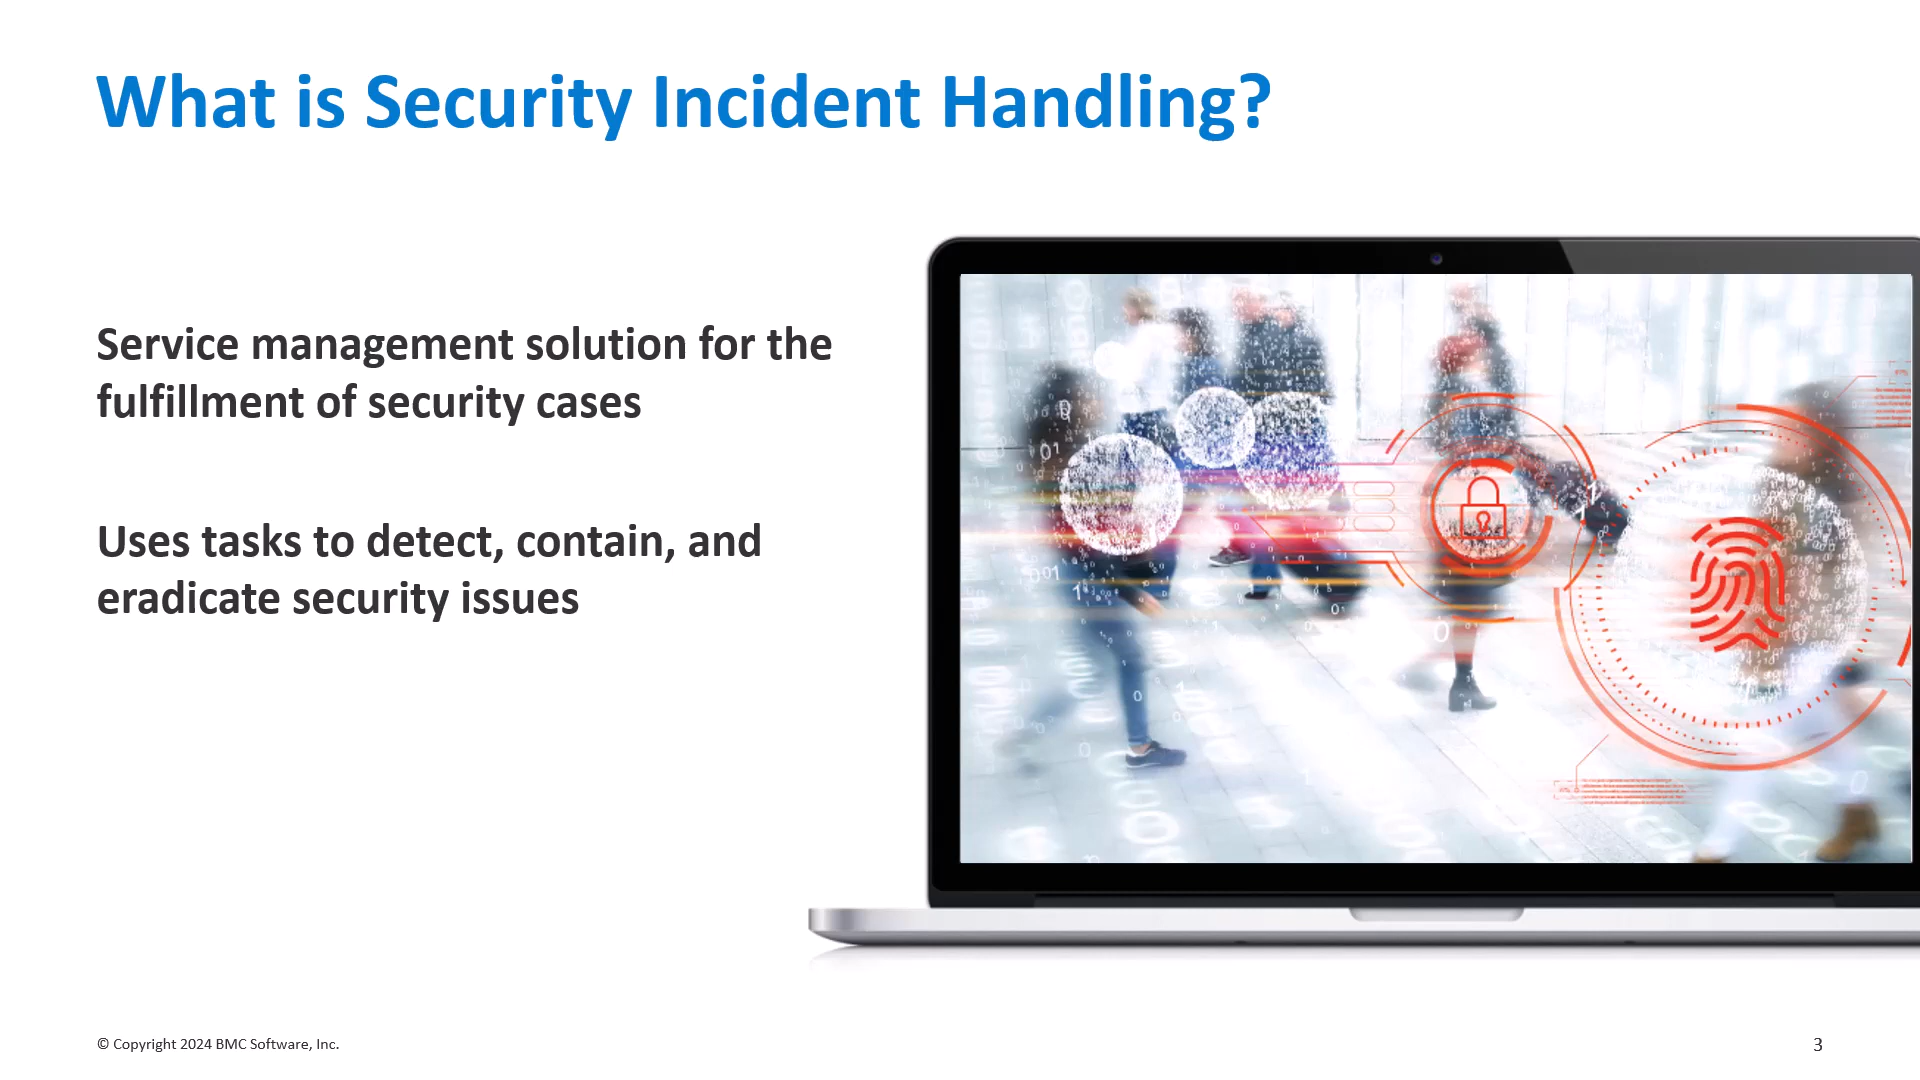 What is Security Incident Handling?
Service management solution for the
fulfillment of security cases
Uses tasks to detect, contain, and
eradicate security issues
© Copyright 2024 BMC Software, Inc.
3